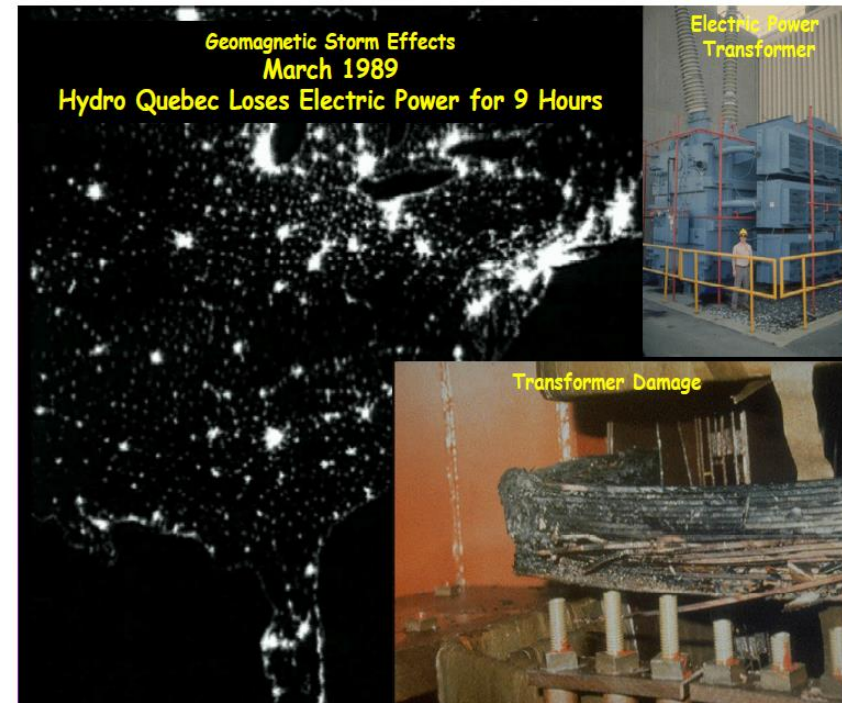 Geomagnetic Storm Effects
March 1989
Hydro Quebec Loses Electric Power for 9 Hours
Electric Power
Transformer
Transformer Damage